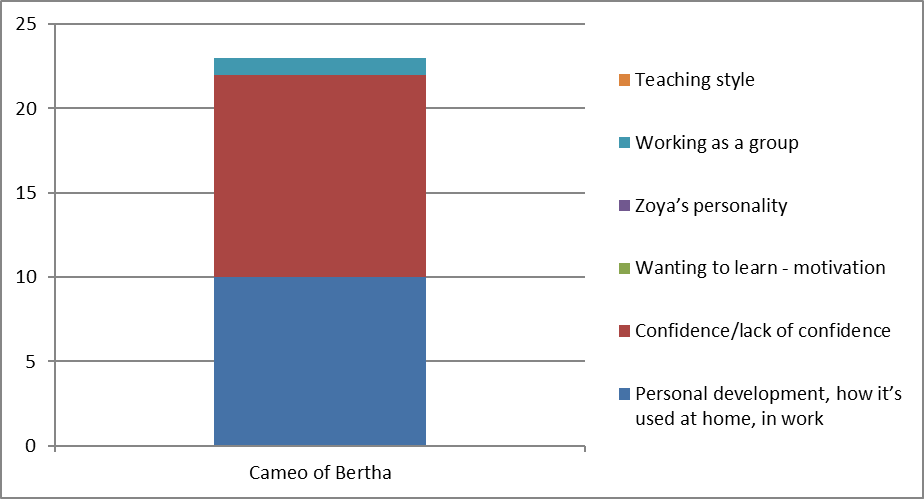 25
20
15
10
5
0
Cameo of Bertha
Teaching style
Working as a group
Zoya’s personality
Wanting to learn - motivation
Confidence/lack of confidence
Personal development, how it’s
used at home, in work